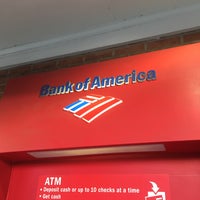 Bank of America
ATM
• Deposit cash or up to 10 checks at a time
• Get cash